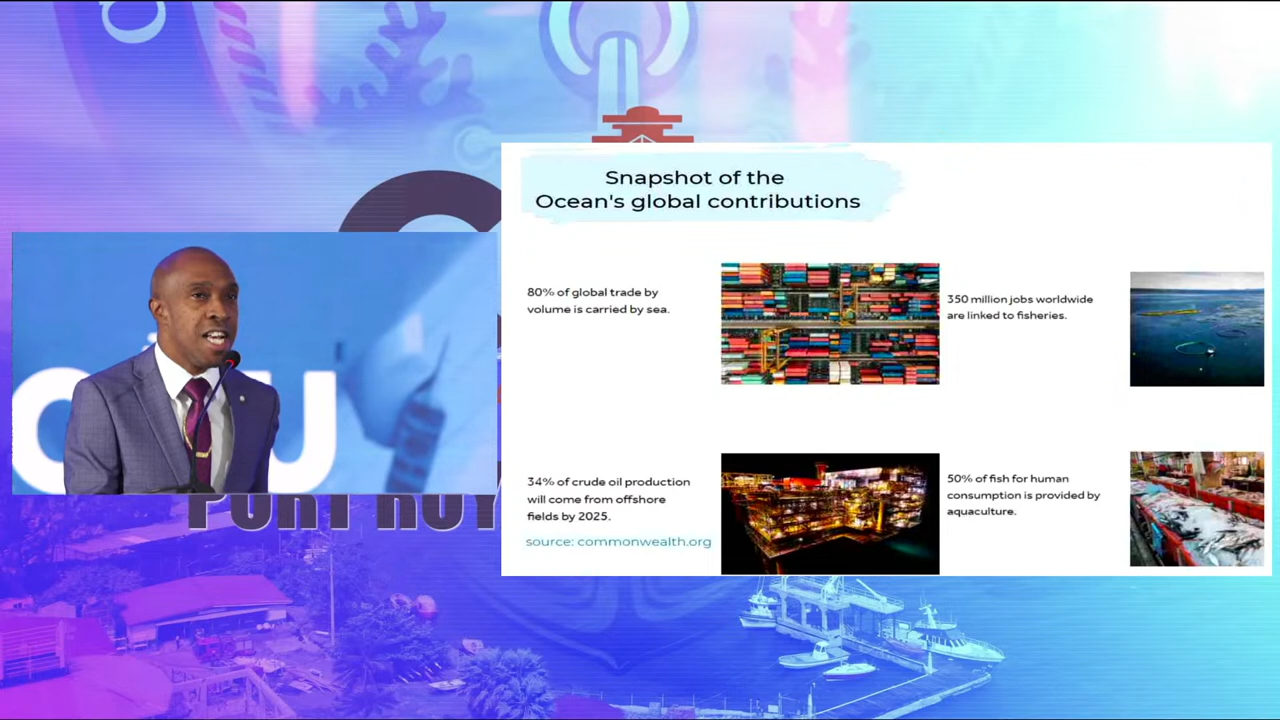 Snapshot of the
Ocean's global contributions
80% of global trade by
volume is carried by sea.
350 million jobs worldwide
are linked to fisheries.
34% of crude oil production
will come from offshore
fields by 2025.
source: commonwealth.org
50% of fish for human
consumption is provided by
aquaculture.